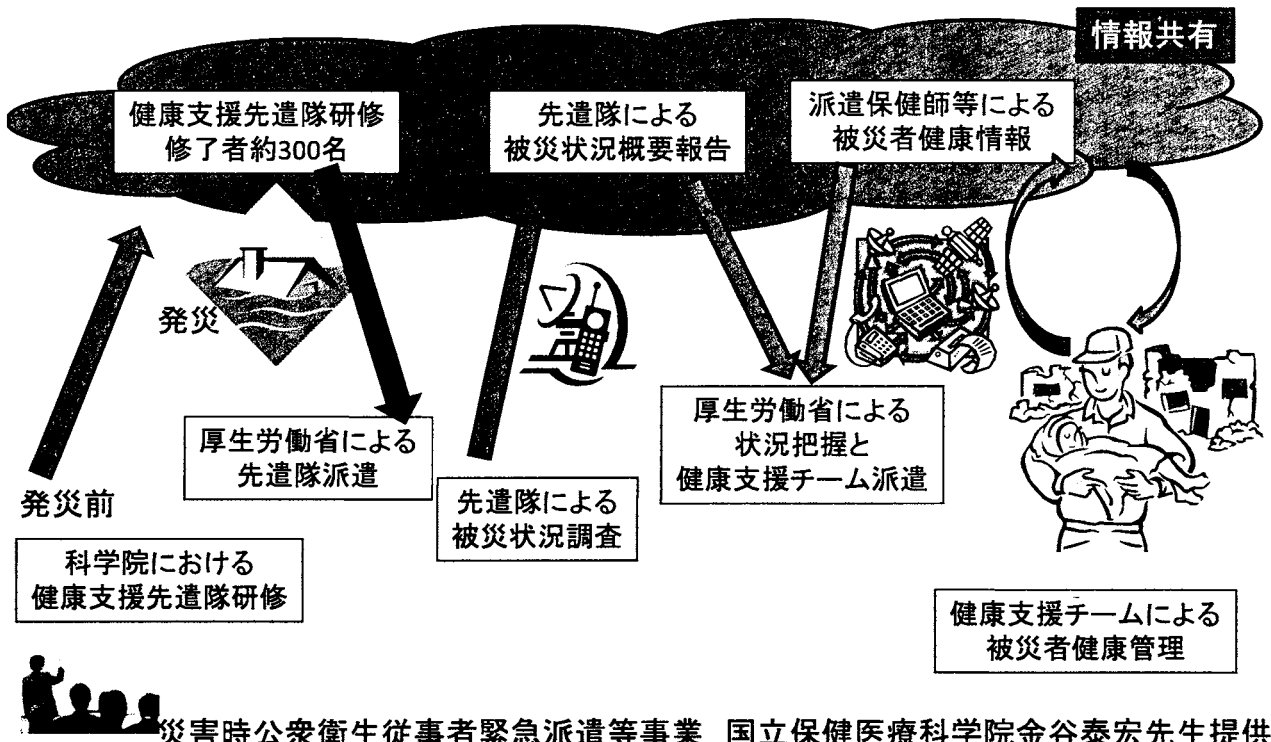 情報共有
健康支援先遣隊研修
修了者約300名
先遣隊による
被災状況概要報告
派遣保健師等による
被災者健康情報
発災
厚生労働省による
先遣隊派遣
厚生労働省による
状況把握と
健康支援チーム派遣
発災前
先遣隊による
被災状況調査
科学院における
健康支援先遣隊研修
健康支援チームによる
被災者健康管理
災害時公衆衛生従事者緊急派遣等事業 国立保健医療科学院金谷泰宏先生提供